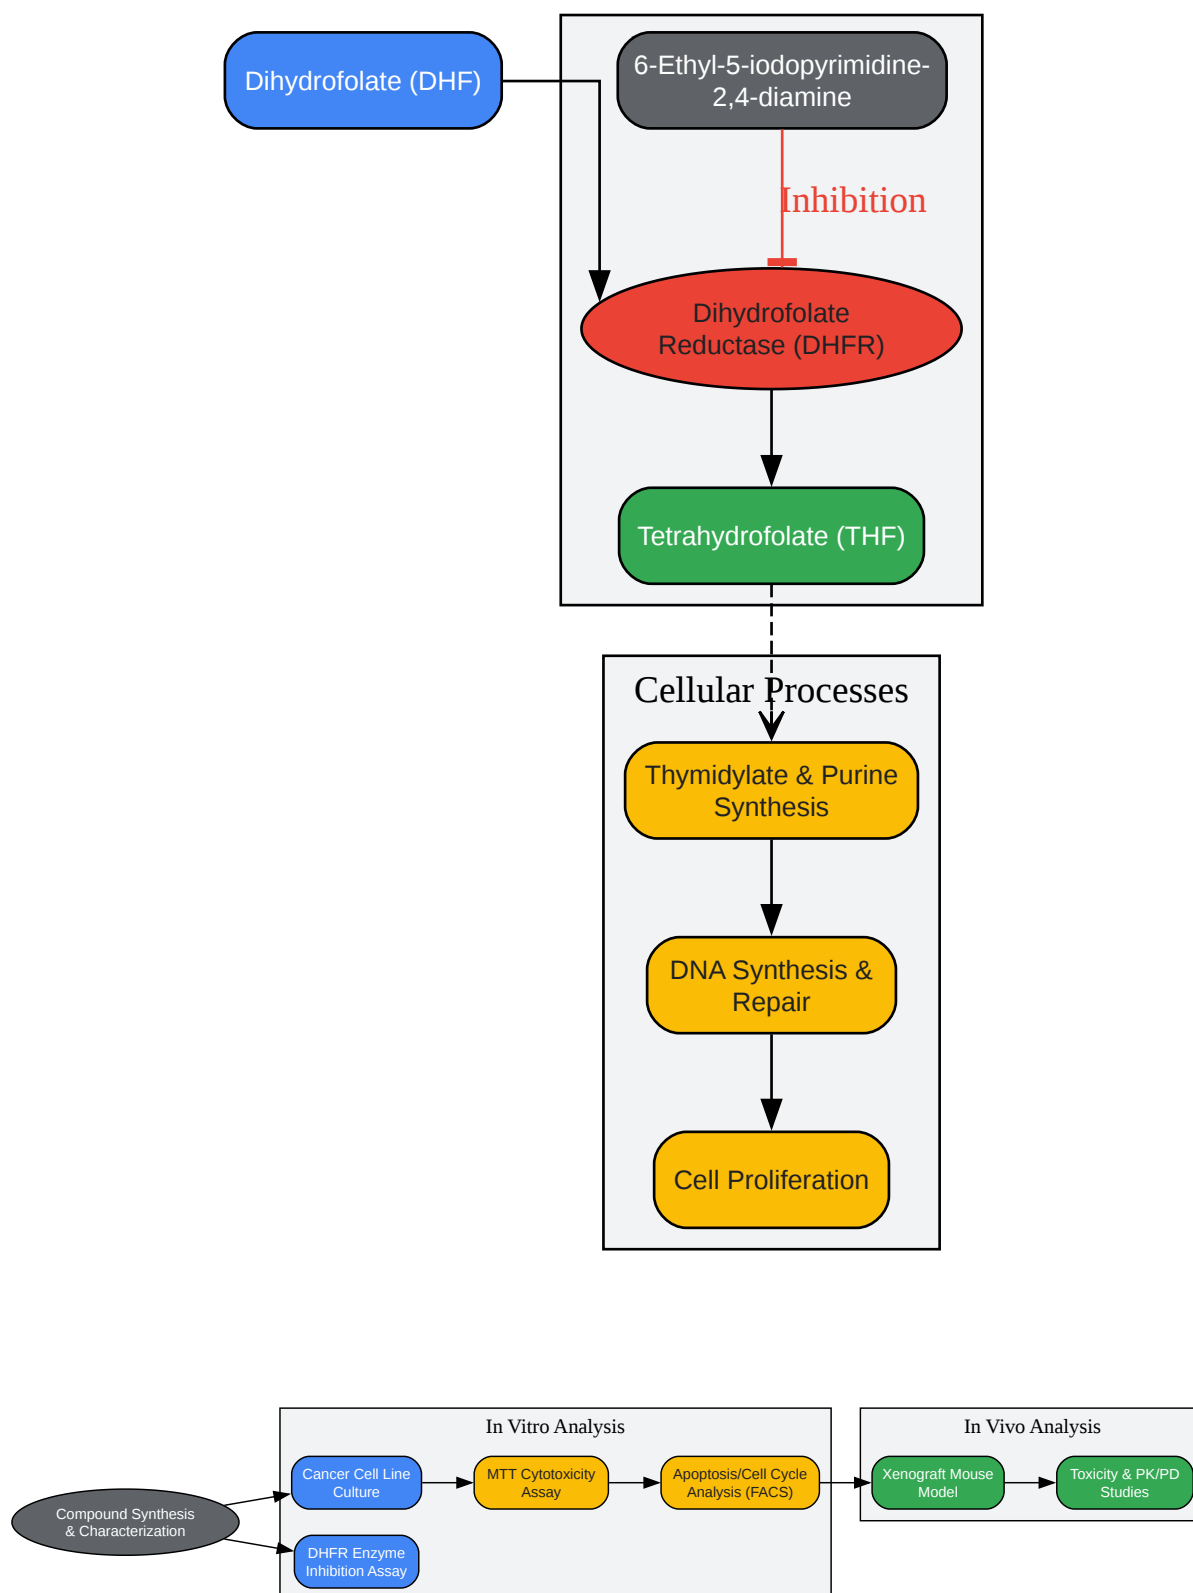 Dihydrofolate (DHF)
6-Ethyl-5-iodopyrimidine-
2,4-diamine
Inhibition
Dihydrofolate
Reductase (DHFR)
Tetrahydrofolate (THF)
Cellular Processes
Thymidylate & Purine
Synthesis
DNA Synthesis &
Repair
Cell Proliferation
In Vitro Analysis
In Vivo Analysis
Cancer Cell Line
Culture
MTT Cytotoxicity
Assay
Apoptosis/Cell Cycle
Analysis (FACS)
Xenograft Mouse
Model
Toxicity & PK/PD
Studies
Compound Synthesis
& Characterization
DHFR Enzyme
Inhibition Assay